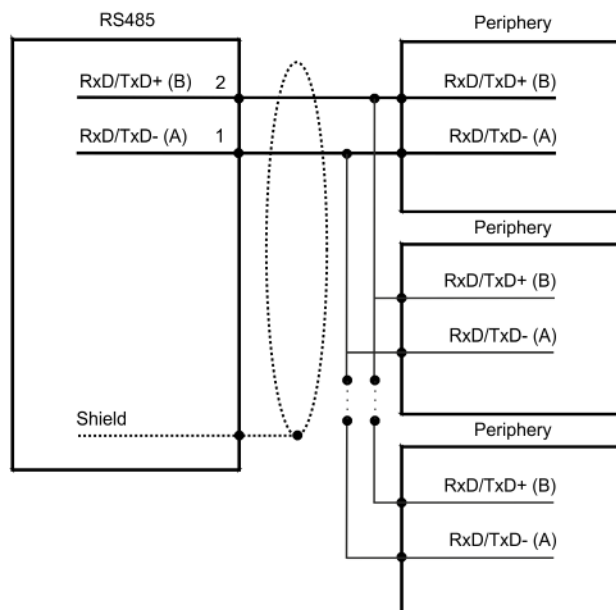 RS485
RxD/TxD+ (B) 2
RxD/TxD- (A) 1
Shield
Periphery
RxD/TxD+ (B)
RxD/TxD- (A)
Periphery
RxD/TxD+ (B)
RxD/TxD- (A)
Periphery
RxD/TxD+ (B)
RxD/TxD- (A)